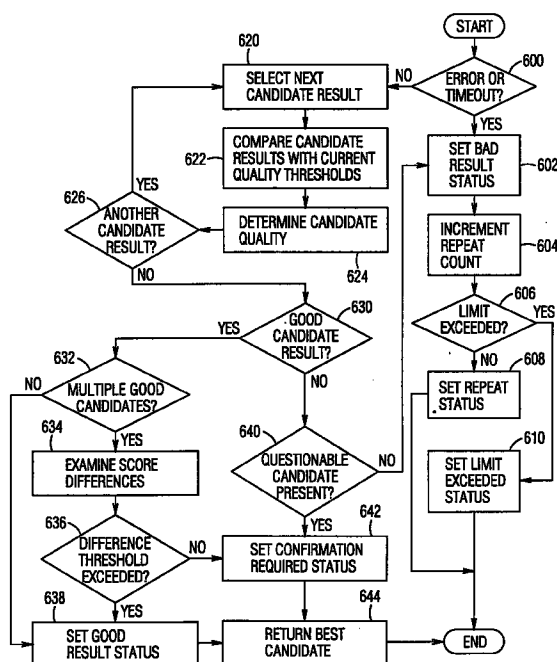 START
600
ERROR OR
TIMEOUT?
NO
YES
620
SELECT NEXT
CANDIDATE RESULT
622
COMPARE CANDIDATE
RESULTS WITH CURRENT
QUALITY THRESHOLDS
DETERMINE CANDIDATE
QUALITY
624
626
ANOTHER
CANDIDATE
RESULT?
YES
NO
SET BAD
RESULT
STATUS
602
INCREMENT
REPEAT
COUNT
604
606
LIMIT
EXCEEDED?
YES
NO
608
SET REPEAT
STATUS
610
SET LIMIT
EXCEEDED
STATUS
630
GOOD
CANDIDATE
RESULT?
YES
NO
632
MULTIPLE GOOD
CANDIDATES?
NO
YES
634
EXAMINE SCORE
DIFFERENCES
636
DIFFERENCE
THRESHOLD
EXCEEDED?
NO
YES
638
SET GOOD
RESULT STATUS
640
QUESTIONABLE
CANDIDATE
PRESENT?
NO
YES
642
SET CONFIRMATION
REQUIRED STATUS
644
RETURN BEST
CANDIDATE
END